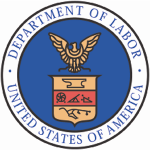 DEPARTMENT OF LABOR
UNITED STATES OF AMERICA